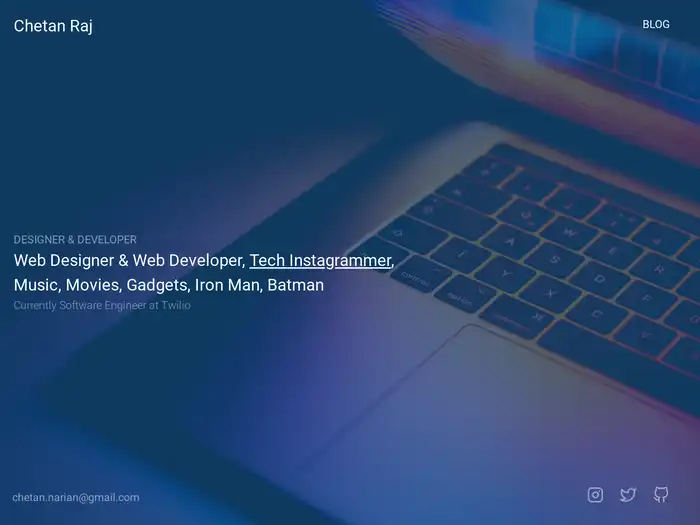 Chetan Raj
BLOG
DESIGNER & DEVELOPER
Web Designer & Web Developer, Tech Instagrammer,
Music, Movies, Gadgets, Iron Man, Batman
Currently Software Engineer at Twilio
chetan.narian@gmail.com